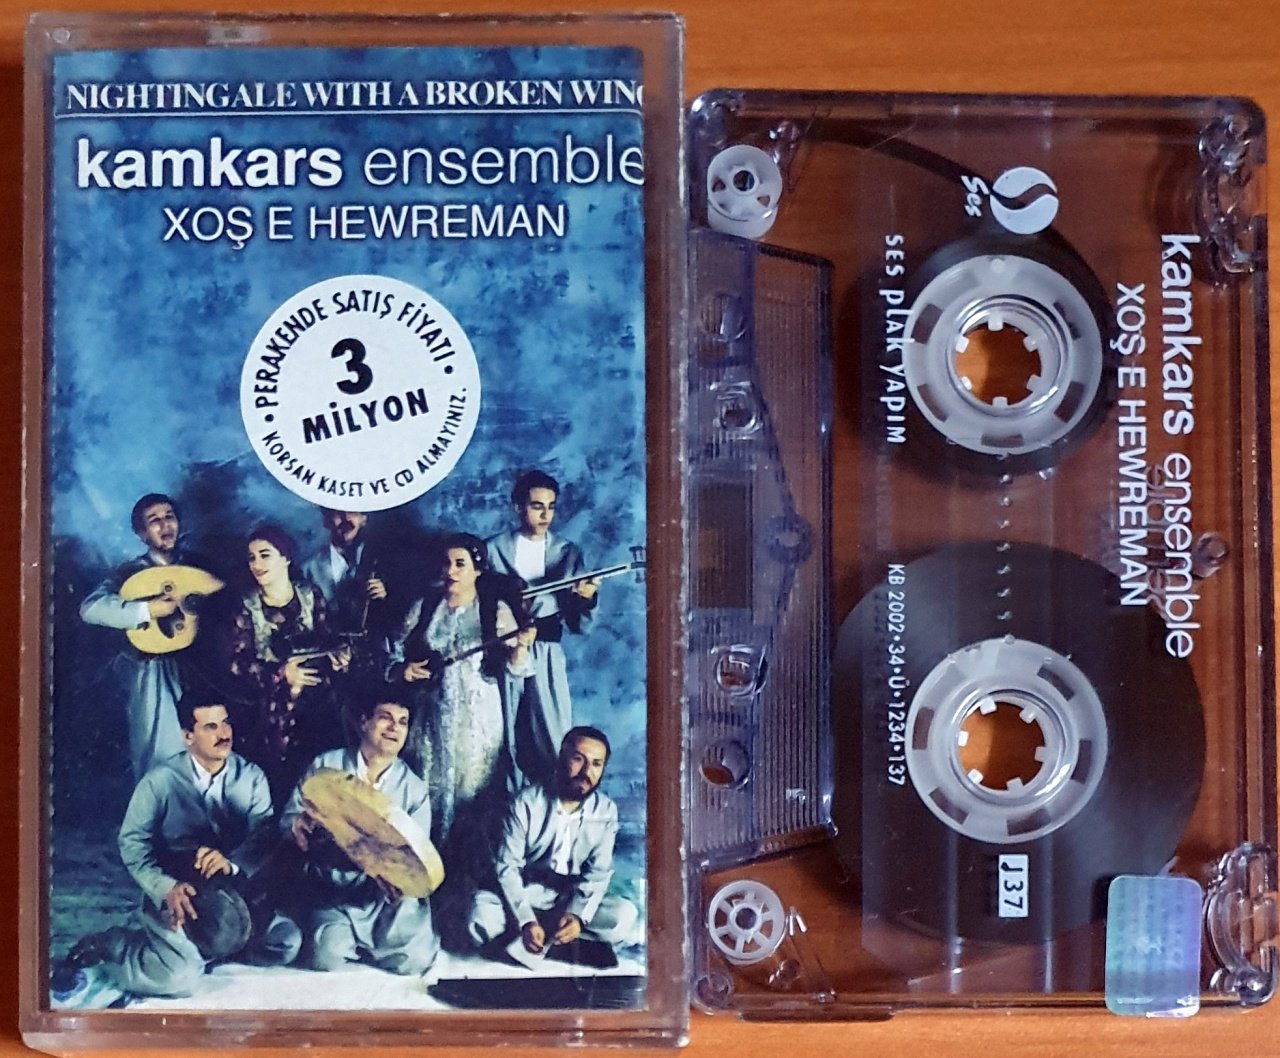 NIGHTINGALE WITH A BROKEN WING
kamkars ensemble
XOŞ E HEWREMAN
• PERAKENDE SATIŞ FİYATI •
3
MİLYON
KORSAN KASET VE CD ALMAYINIZ.
Ses
SES PLAK YAPIM
KB 2002•34•Ü•1234•137
kamkars ensemble
XOŞ E HEWREMAN
J37